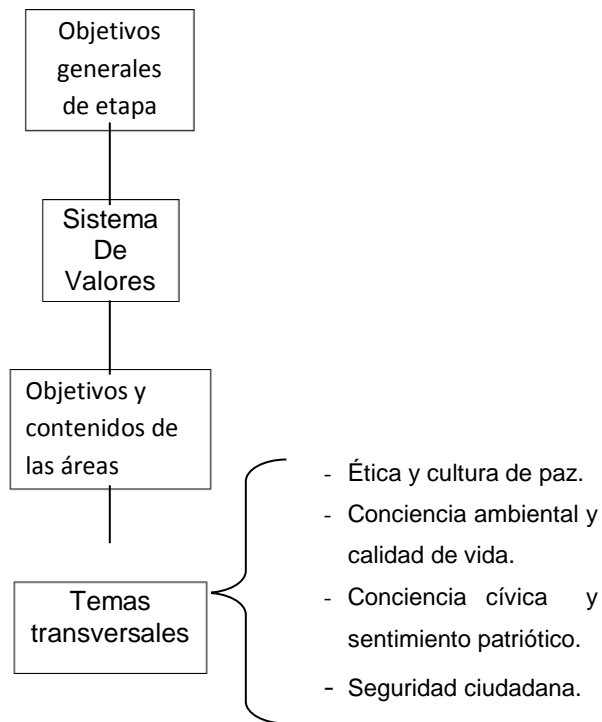 Objetivos
generales
de etapa
Sistema
De
Valores
Objetivos y
contenidos de
las áreas
Temas
transversales
- Ética y cultura de paz.
- Conciencia ambiental y
calidad de vida.
- Conciencia cívica y
sentimiento patriótico.
- Seguridad ciudadana.